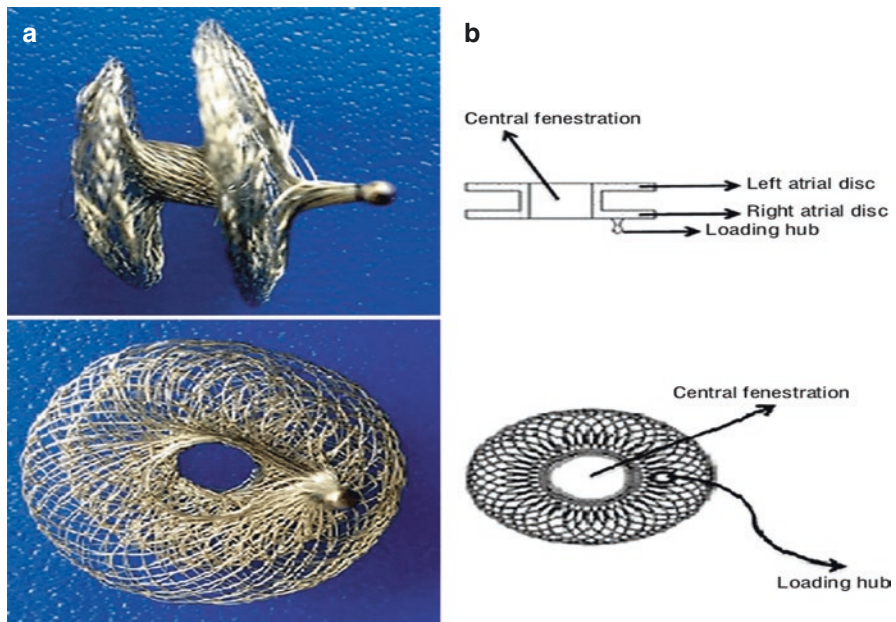 a
b
Central fenestration
Left atrial disc
Right atrial disc
Loading hub
Central fenestration
Loading hub